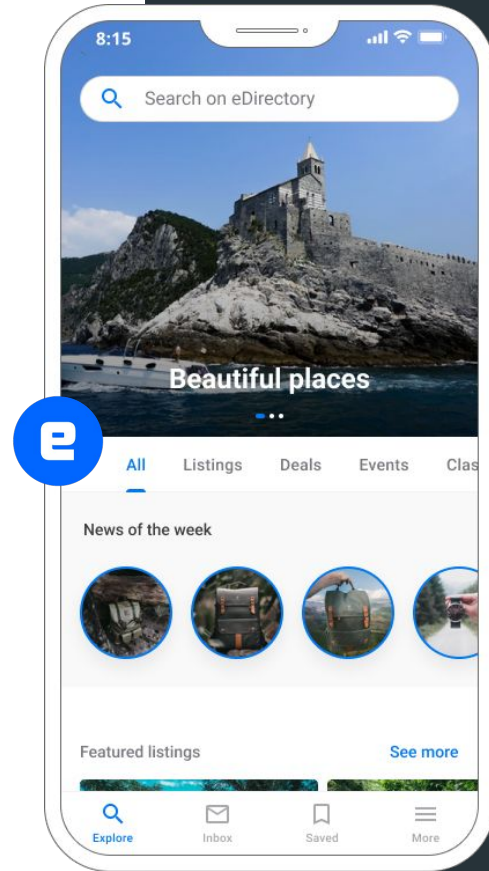 8:15
Search on eDirectory
Beautiful places
e
All Listings Deals Events Clas
News of the week
Featured listings See more
Explore Inbox Saved More